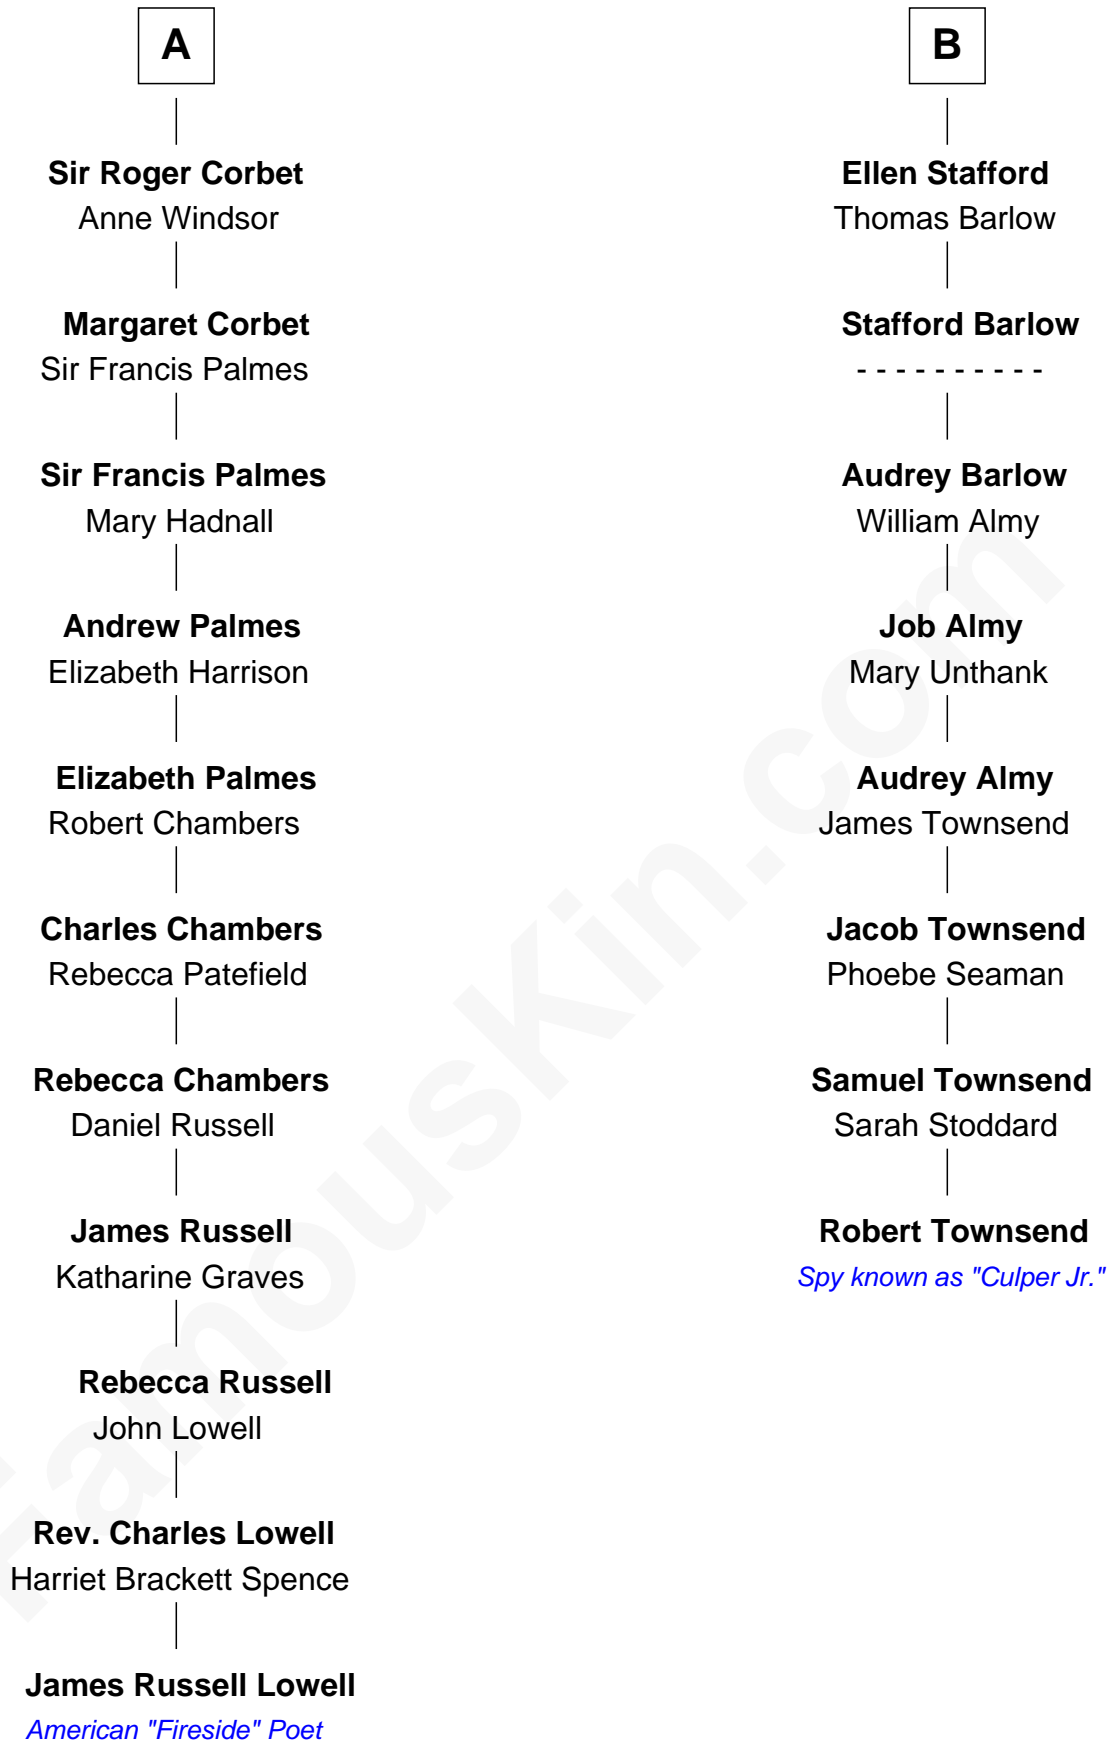 A
Sir Roger Corbet
Anne Windsor
Margaret Corbet
Sir Francis Palmes
Sir Francis Palmes
Mary Hadnall
Andrew Palmes
Elizabeth Harrison
Elizabeth Palmes
Robert Chambers
Charles Chambers
Rebecca Patefield
Rebecca Chambers
Daniel Russell
James Russell
Katharine Graves
Rebecca Russell
John Lowell
Rev. Charles Lowell
Harriet Brackett Spence
James Russell Lowell
American "Fireside" Poet
B
Ellen Stafford
Thomas Barlow
Stafford Barlow
- - - - - - - - - -
Audrey Barlow
William Almy
Job Almy
Mary Unthank
Audrey Almy
James Townsend
Jacob Townsend
Phoebe Seaman
Samuel Townsend
Sarah Stoddard
Robert Townsend
Spy known as "Culper Jr."
FamousKin.com